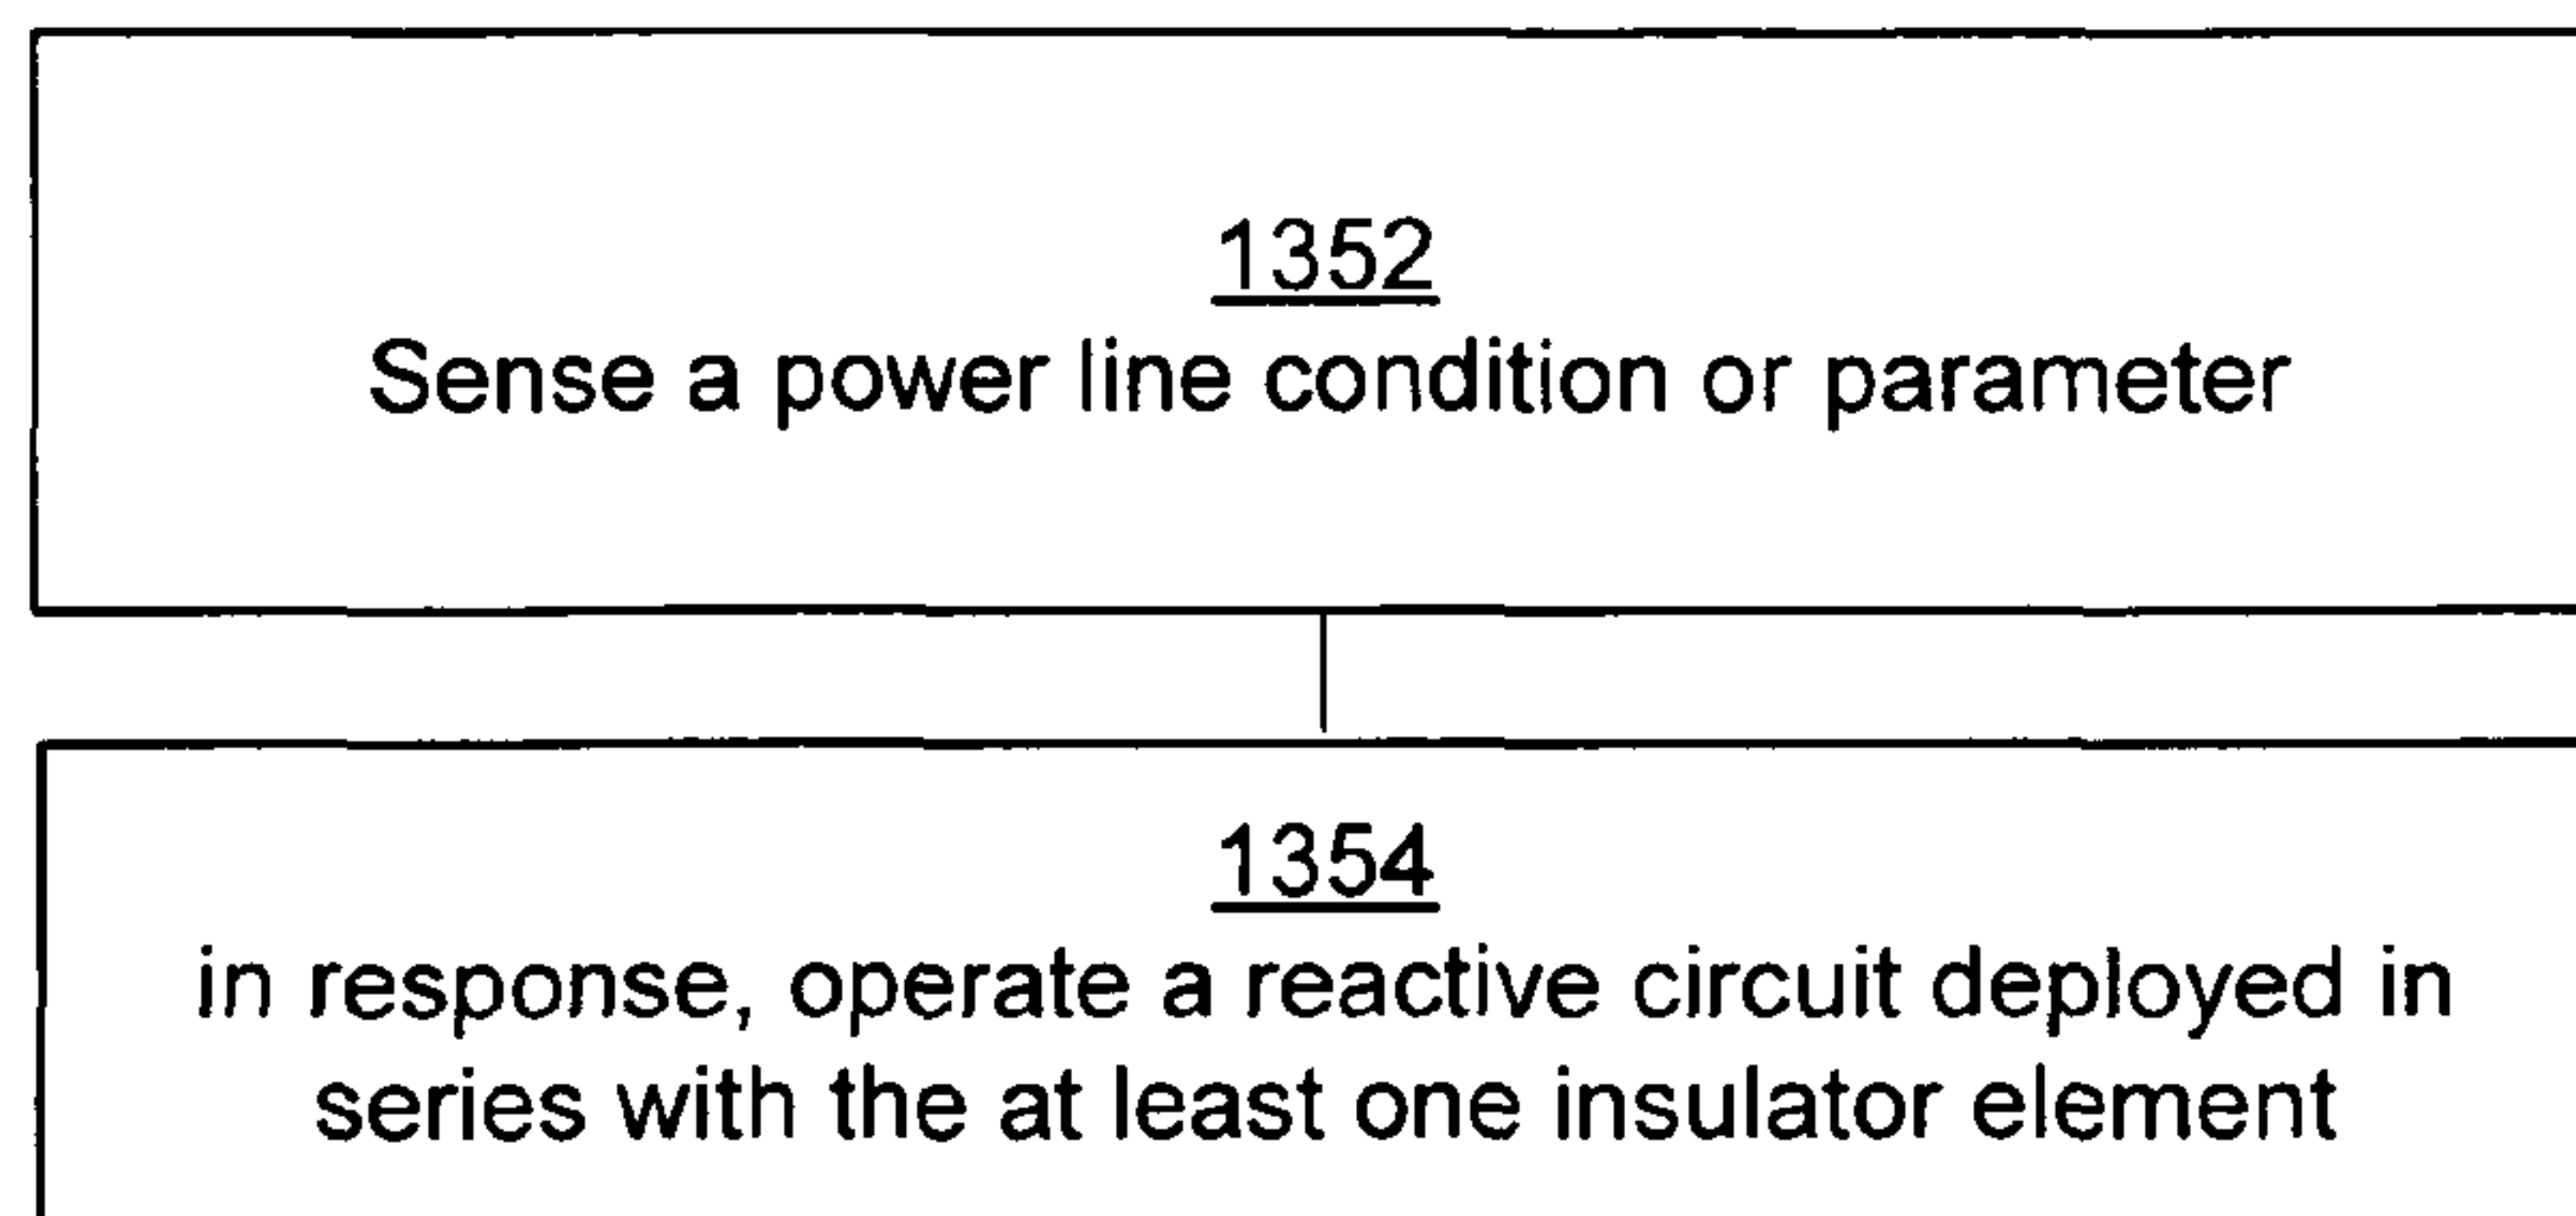 1352
Sense a power line condition or parameter
1354
in response, operate a reactive circuit deployed in
series with the at least one insulator element